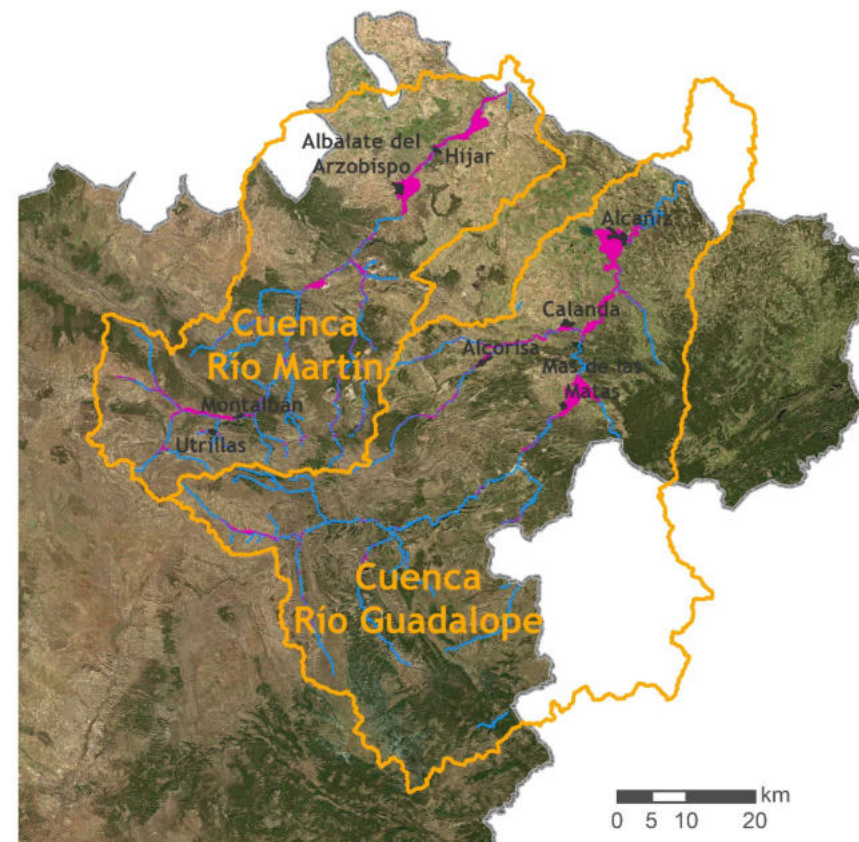 Albalate del
Arzobispo
Híjar
Alcañiz
Cuenca
Río Martín
Calanda
Alcorisa
Mas de las
Matas
Montalbán
Utrillas
Cuenca
Río Guadalope
km
0 5 10 20